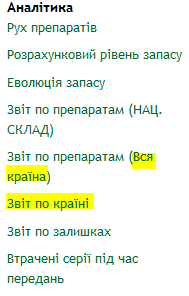 Аналітика
Рух препаратів
Розрахунковий рівень запасу
Еволюція запасу
Звіт по препаратам (НАЦ.
СКЛАД)
Звіт по препаратам (Вся
країна)
Звіт по країні
Звіт по залишках
Втрачені серії під час
передань